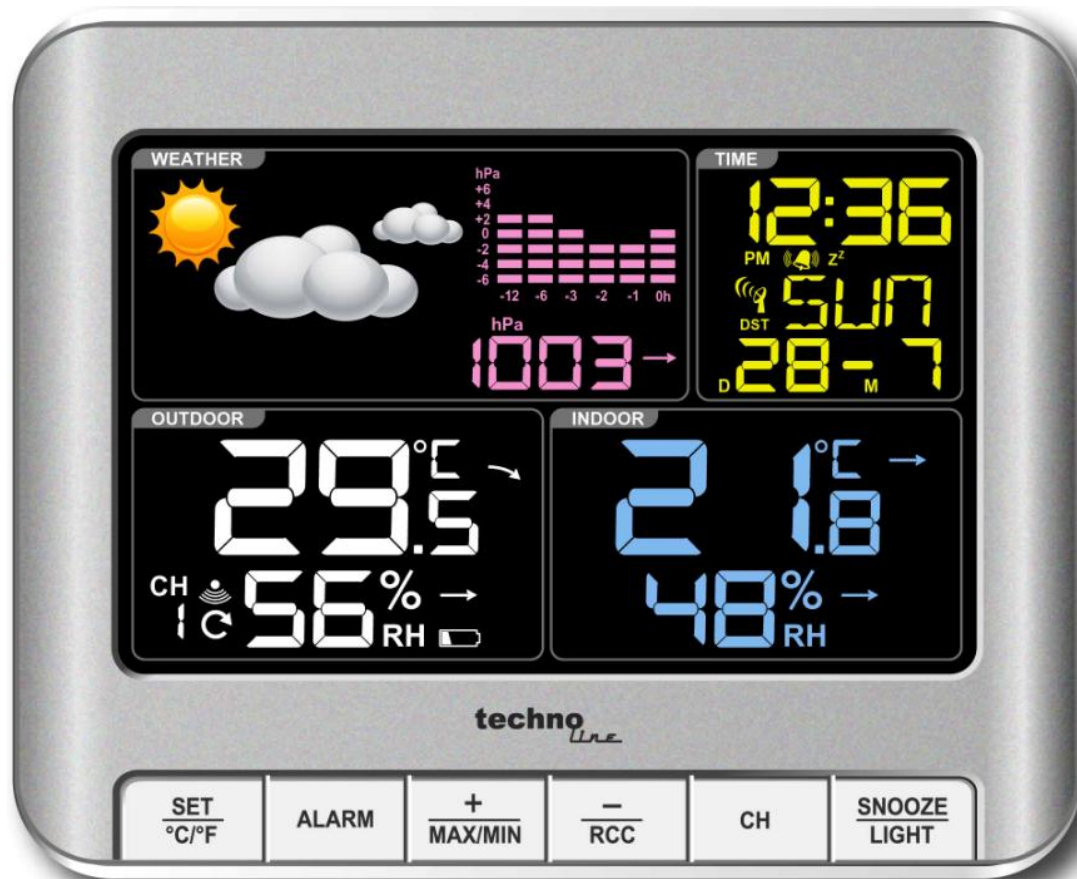 WEATHER
hPa
+6
+4
+2
0
-2
-4
-6
-12 -6 -3 -2 -1 0h
hPa
1003
TIME
12:36
PM Zz
SUN
DST
D 28 - M 7
OUTDOOR
29.5 °C
CH 1
56 % RH
INDOOR
21.8 °C
48 % RH
techno line
SET °C/°F
ALARM
+ MAX/MIN
− RCC
CH
SNOOZE LIGHT